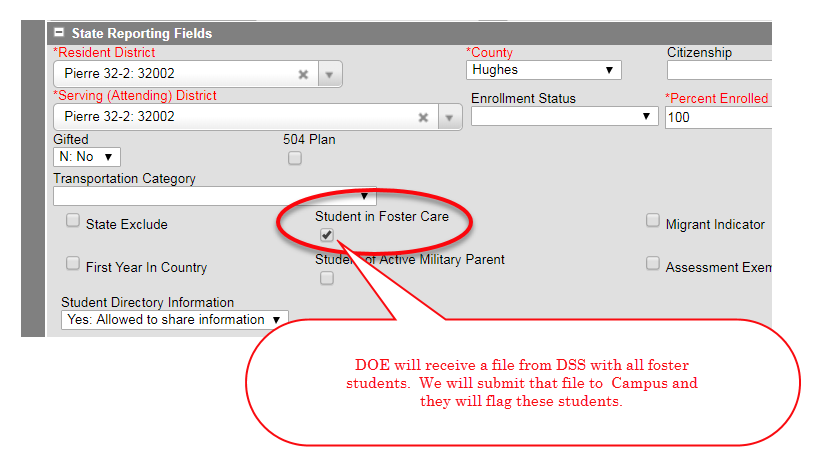 State Reporting Fields
*Resident District *County Citizenship
Pierre 32-2: 32002 Hughes
*Serving (Attending) District Enrollment Status *Percent Enrolled
Pierre 32-2: 32002 100
Gifted 504 Plan
N: No
Transportation Category
State Exclude Student in Foster Care Migrant Indicator
First Year In Country Student of Active Military Parent Assessment Exem
Student Directory Information
Yes: Allowed to share information
DOE will receive a file from DSS with all foster
students. We will submit that file to Campus and
they will flag these students.